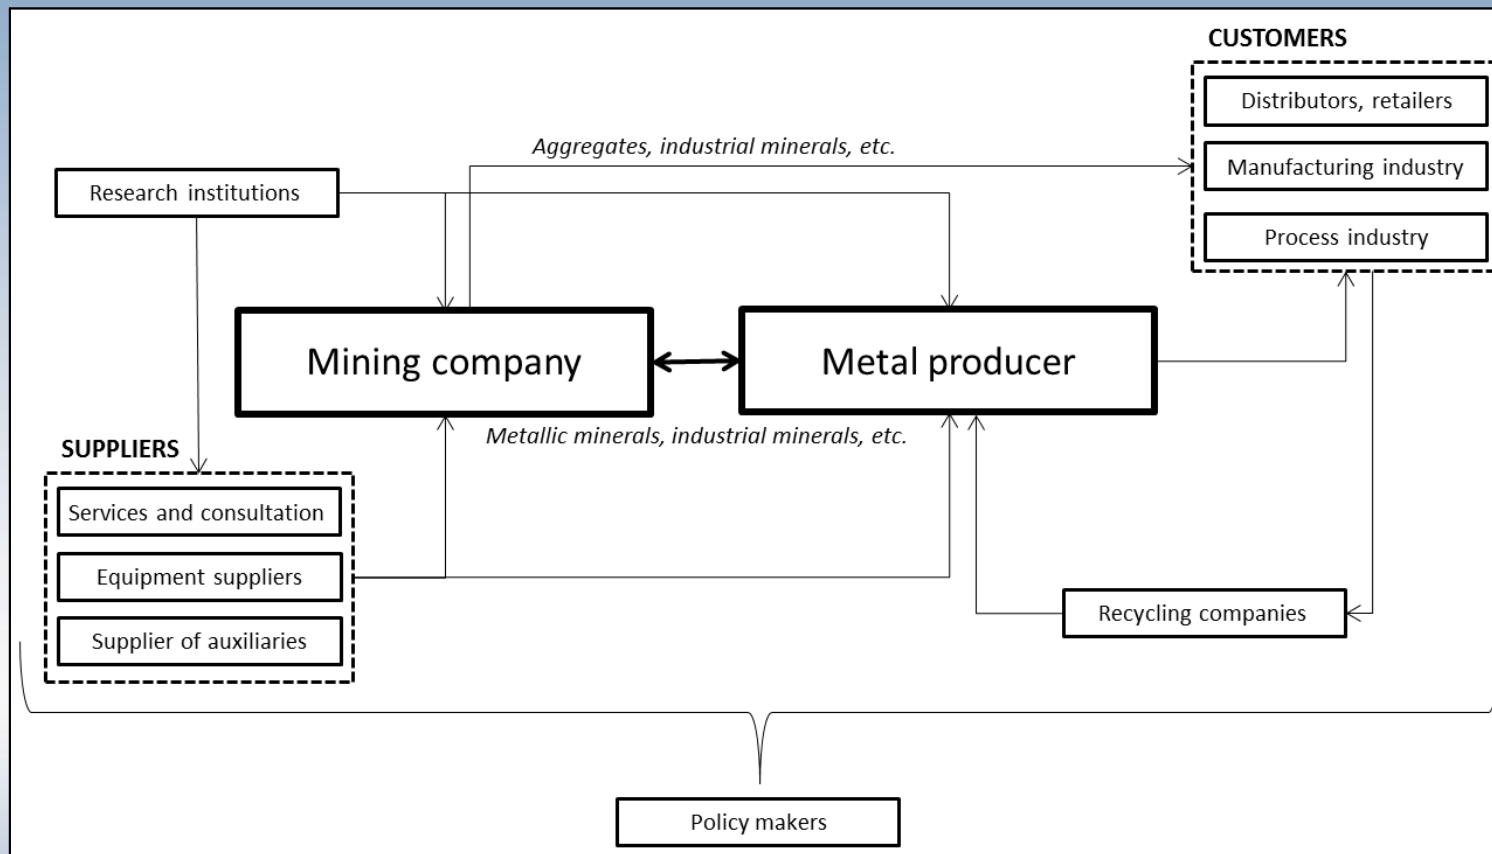 CUSTOMERS
Distributors, retailers
Aggregates, industrial minerals, etc.
Manufacturing industry
Research institutions
Process industry
Mining company
Metal producer
Metallic minerals, industrial minerals, etc.
SUPPLIERS
Services and consultation
Equipment suppliers
Recycling companies
Supplier of auxiliaries
Policy makers